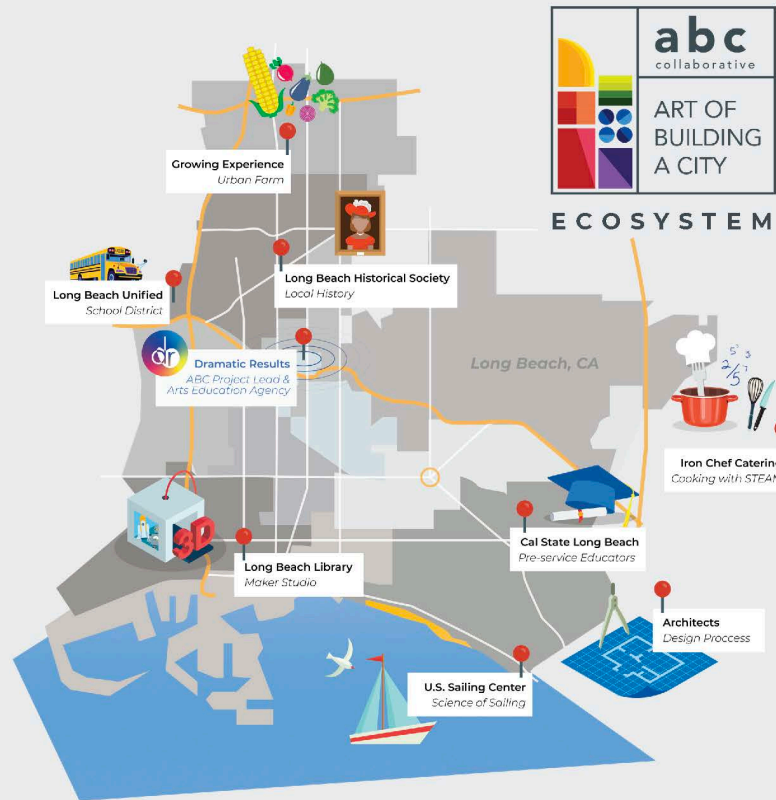 abc
collaborative
ART OF
BUILDING
A CITY
ECOSYSTEM
Growing Experience
Urban Farm
Long Beach Historical Society
Local History
Long Beach Unified
School District
dr
Dramatic Results
ABC Project Lead &
Arts Education Agency
Long Beach, CA
Iron Chef Catering
Cooking with STEAM
3D
Long Beach Library
Maker Studio
Cal State Long Beach
Pre-service Educators
Architects
Design Proccess
U.S. Sailing Center
Science of Sailing